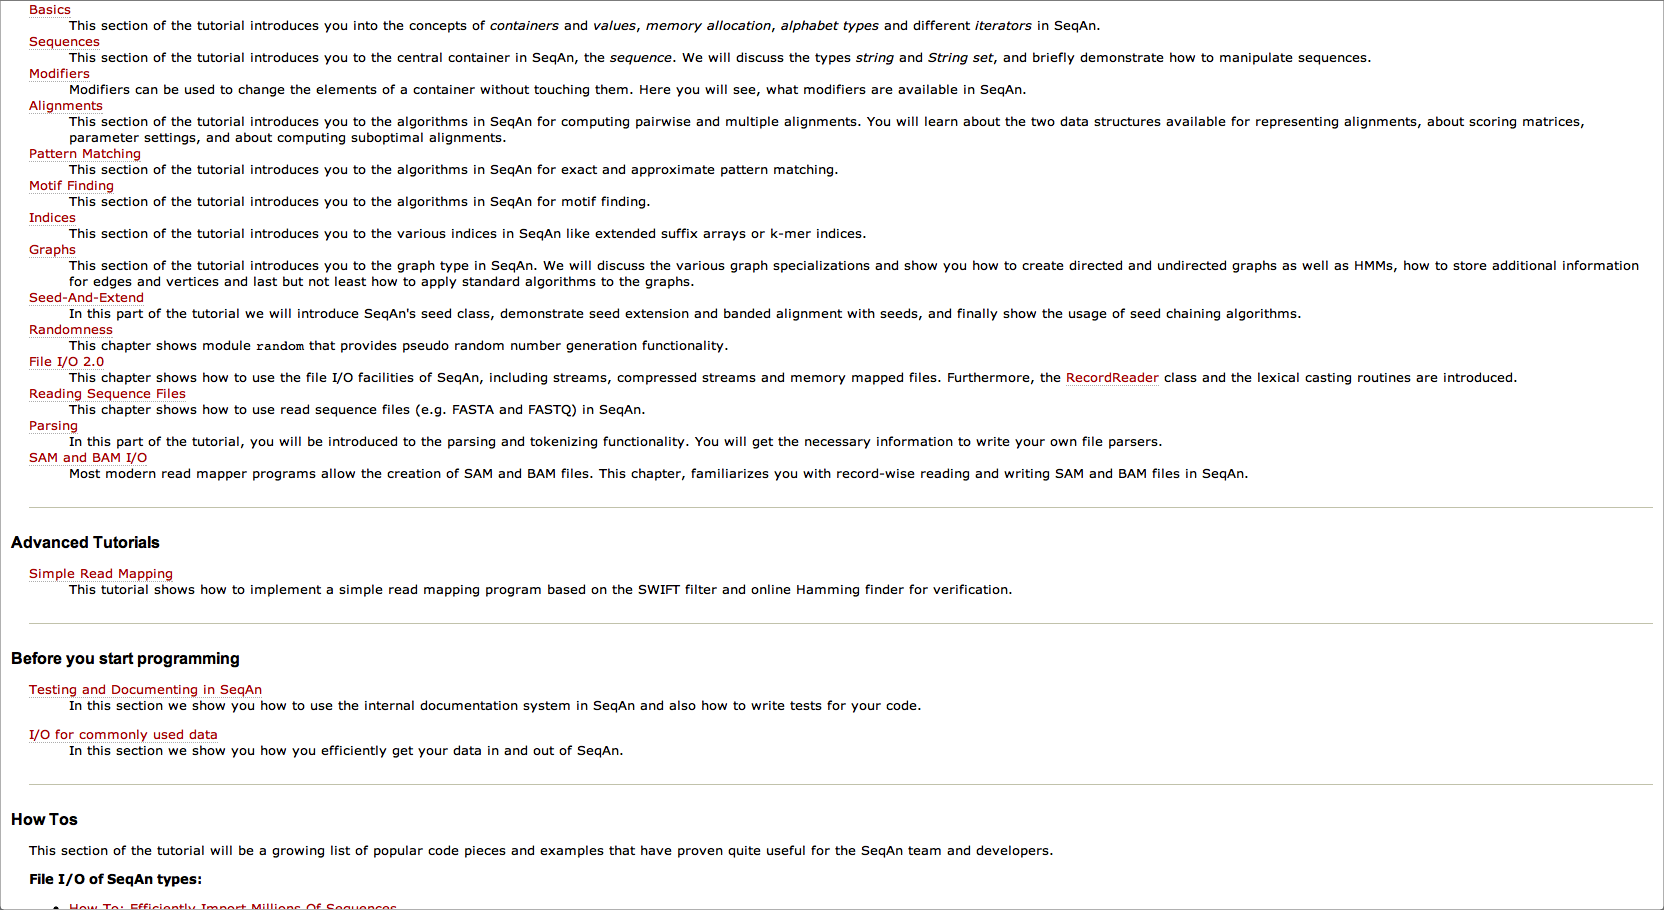 Basics
This section of the tutorial introduces you into the concepts of containers and values, memory allocation, alphabet types and different iterators in SeqAn.
Sequences
This section of the tutorial introduces you to the central container in SeqAn, the sequence. We will discuss the types string and String set, and briefly demonstrate how to manipulate sequences.
Modifiers
Modifiers can be used to change the elements of a container without touching them. Here you will see, what modifiers are available in SeqAn.
Alignments
This section of the tutorial introduces you to the algorithms in SeqAn for computing pairwise and multiple alignments. You will learn about the two data structures available for representing alignments, about scoring matrices,
parameter settings, and about computing suboptimal alignments.
Pattern Matching
This section of the tutorial introduces you to the algorithms in SeqAn for exact and approximate pattern matching.
Motif Finding
This section of the tutorial introduces you to the algorithms in SeqAn for motif finding.
Indices
This section of the tutorial introduces you to the various indices in SeqAn like extended suffix arrays or k-mer indices.
Graphs
This section of the tutorial introduces you to the graph type in SeqAn. We will discuss the various graph specializations and show you how to create directed and undirected graphs as well as HMMs, how to store additional information
for edges and vertices and last but not least how to apply standard algorithms to the graphs.
Seed-And-Extend
In this part of the tutorial we will introduce SeqAn's seed class, demonstrate seed extension and banded alignment with seeds, and finally show the usage of seed chaining algorithms.
Randomness
This chapter shows module random that provides pseudo random number generation functionality.
File I/O 2.0
This chapter shows how to use the file I/O facilities of SeqAn, including streams, compressed streams and memory mapped files. Furthermore, the RecordReader class and the lexical casting routines are introduced.
Reading Sequence Files
This chapter shows how to use read sequence files (e.g. FASTA and FASTQ) in SeqAn.
Parsing
In this part of the tutorial, you will be introduced to the parsing and tokenizing functionality. You will get the necessary information to write your own file parsers.
SAM and BAM I/O
Most modern read mapper programs allow the creation of SAM and BAM files. This chapter, familiarizes you with record-wise reading and writing SAM and BAM files in SeqAn.
Advanced Tutorials
Simple Read Mapping
This tutorial shows how to implement a simple read mapping program based on the SWIFT filter and online Hamming finder for verification.
Before you start programming
Testing and Documenting in SeqAn
In this section we show you how to use the internal documentation system in SeqAn and also how to write tests for your code.
I/O for commonly used data
In this section we show you how you efficiently get your data in and out of SeqAn.
How Tos
This section of the tutorial will be a growing list of popular code pieces and examples that have proven quite useful for the SeqAn team and developers.
File I/O of SeqAn types:
• How To: Efficiently Import Millions Of Sequences